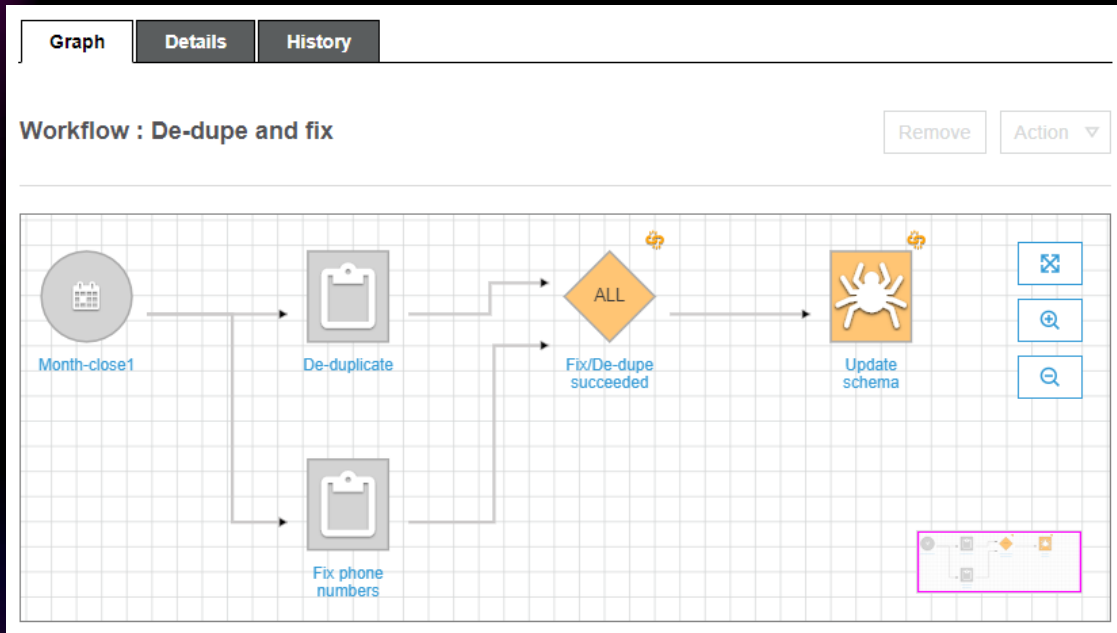 Graph Details History
Workflow : De-dupe and fix
Remove Action
ALL
Month-close1 De-duplicate Fix/De-dupe Update
succeeded schema
Fix phone
numbers